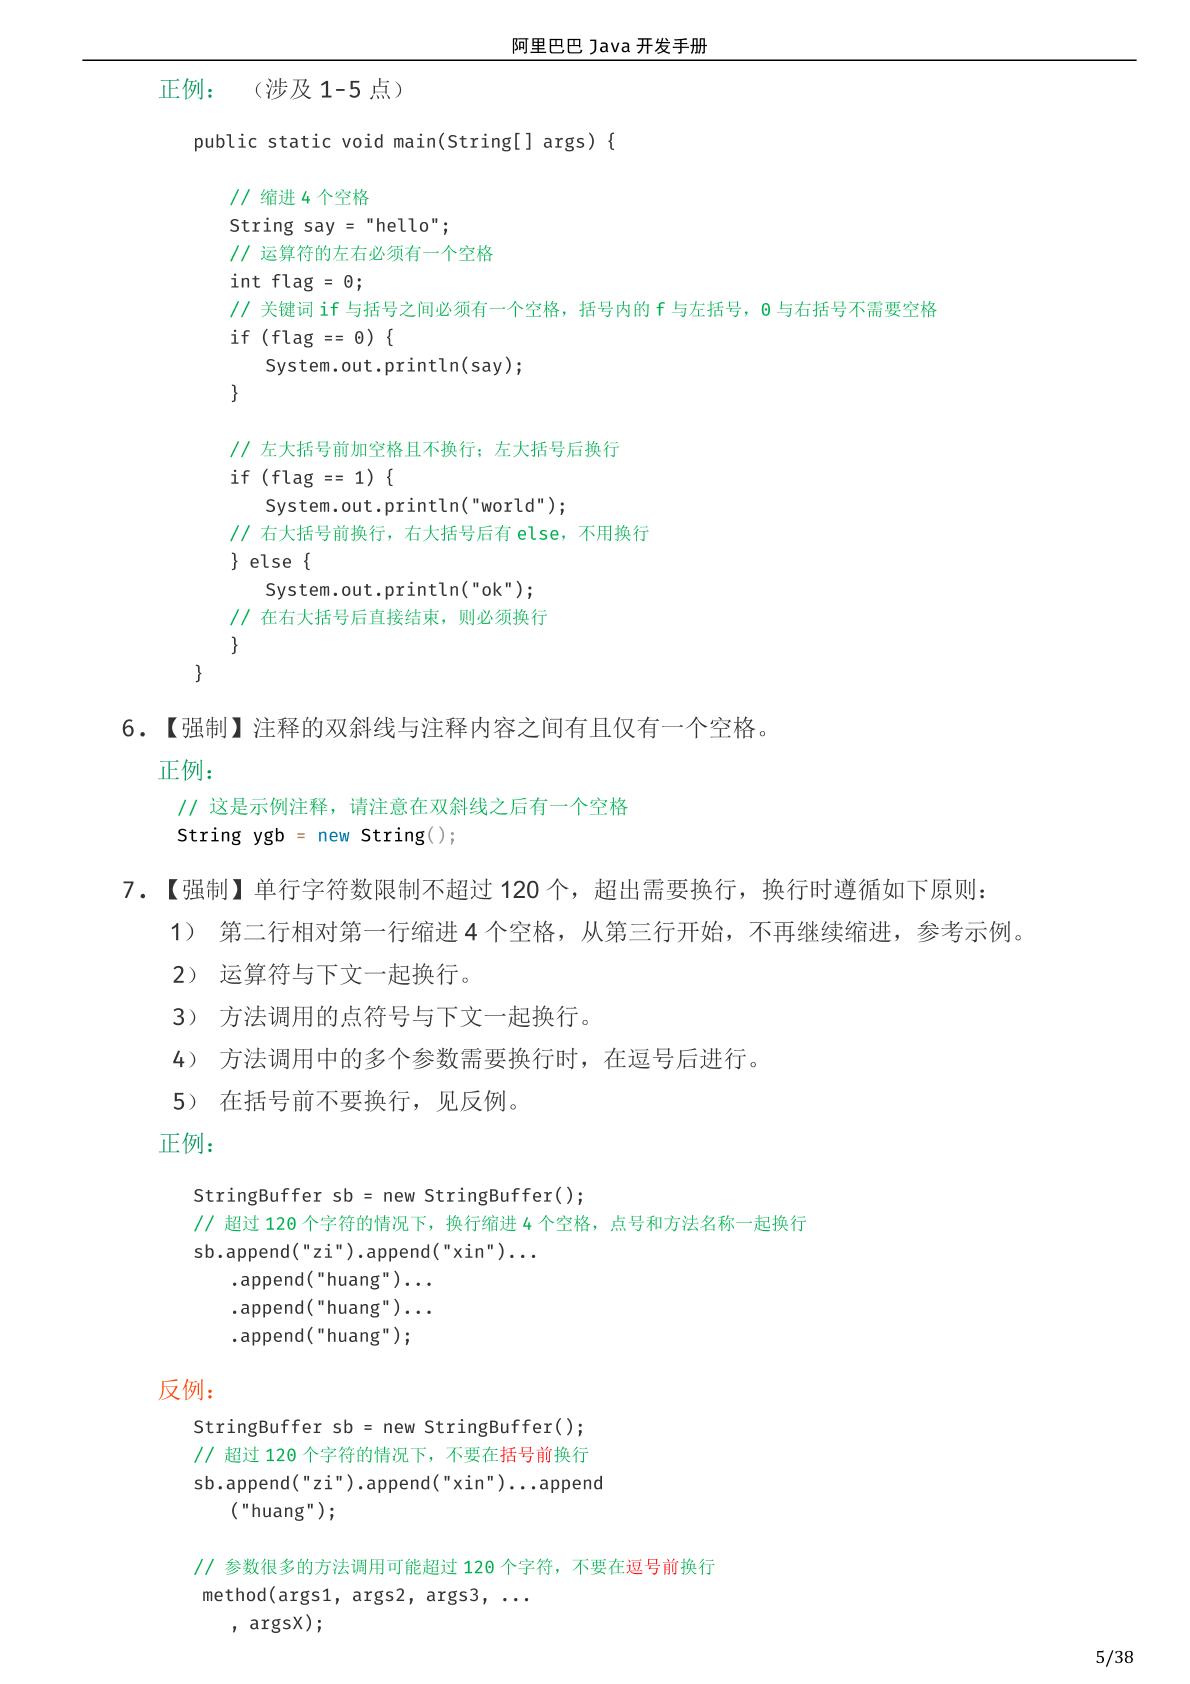 阿里巴巴 Java 开发手册
正例： （涉及 1-5 点）
public static void main(String[] args) {
// 缩进 4 个空格
String say = "hello";
// 运算符的左右必须有一个空格
int flag = 0;
// 关键词 if 与括号之间必须有一个空格，括号内的 f 与左括号，0 与右括号不需要空格
if (flag == 0) {
System.out.println(say);
}
// 左大括号前加空格且不换行；左大括号后换行
if (flag == 1) {
System.out.println("world");
// 右大括号前换行，右大括号后有 else，不用换行
} else {
System.out.println("ok");
// 在右大括号后直接结束，则必须换行
}
}
6. 【强制】注释的双斜线与注释内容之间有且仅有一个空格。
正例：
// 这是示例注释，请注意在双斜线之后有一个空格
String ygb = new String();
7. 【强制】单行字符数限制不超过 120 个，超出需要换行，换行时遵循如下原则：
1） 第二行相对第一行缩进 4 个空格，从第三行开始，不再继续缩进，参考示例。
2） 运算符与下文一起换行。
3） 方法调用的点符号与下文一起换行。
4） 方法调用中的多个参数需要换行时，在逗号后进行。
5） 在括号前不要换行，见反例。
正例：
StringBuffer sb = new StringBuffer();
// 超过 120 个字符的情况下，换行缩进 4 个空格，点号和方法名称一起换行
sb.append("zi").append("xin")...
.append("huang")...
.append("huang")...
.append("huang");
反例：
StringBuffer sb = new StringBuffer();
// 超过 120 个字符的情况下，不要在括号前换行
sb.append("zi").append("xin")...append
("huang");
// 参数很多的方法调用可能超过 120 个字符，不要在逗号前换行
method(args1, args2, args3, ...
, argsX);
5/38